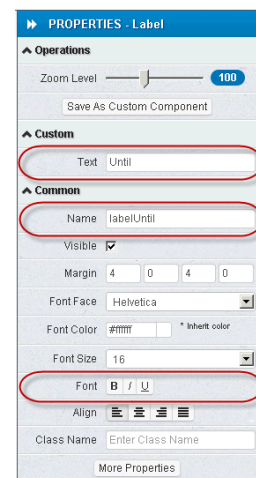 PROPERTIES - Label
Operations
Zoom Level 100
Save As Custom Component
Custom
Text Until
Common
Name labelUntil
Visible
Margin 4 0 4 0
Font Face Helvetica
Font Color #ffffff * Inherit color
Font Size 16
Font B I U
Align
Class Name Enter Class Name
More Properties